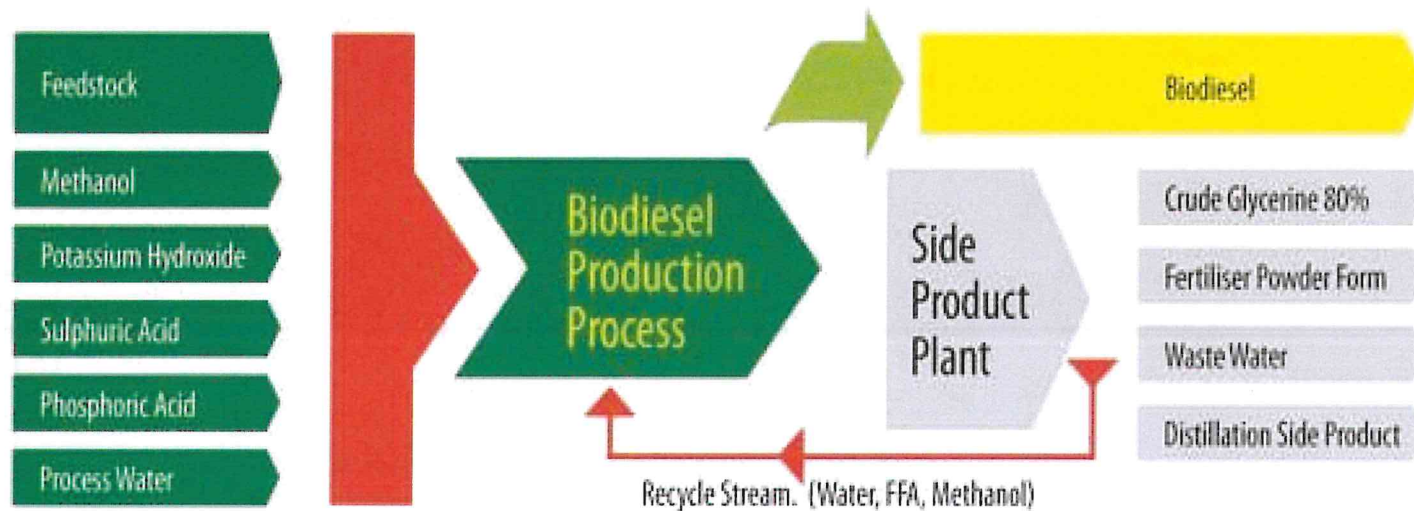 Feedstock
Methanol
Potassium Hydroxide
Sulphuric Acid
Phosphoric Acid
Process Water
Biodiesel
Production
Process
Biodiesel
Side
Product
Plant
Crude Glycerine 80%
Fertiliser Powder Form
Waste Water
Distillation Side Product
Recycle Stream. (Water, FFA, Methanol)